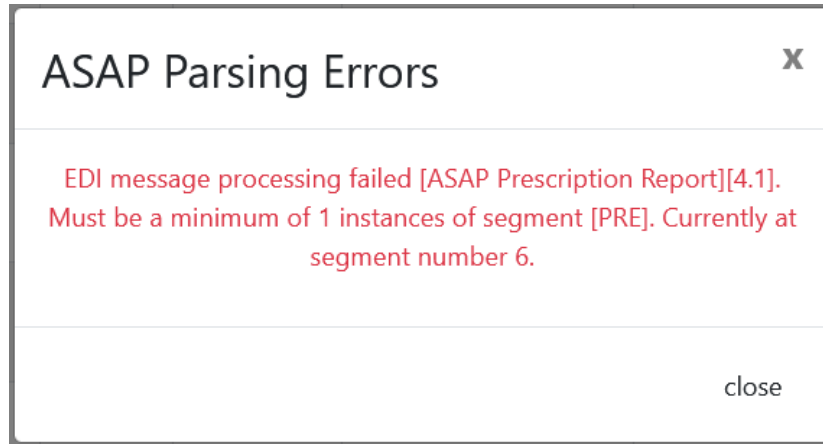 ASAP Parsing Errors
x
EDI message processing failed [ASAP Prescription Report][4.1].
Must be a minimum of 1 instances of segment [PRE]. Currently at
segment number 6.
close